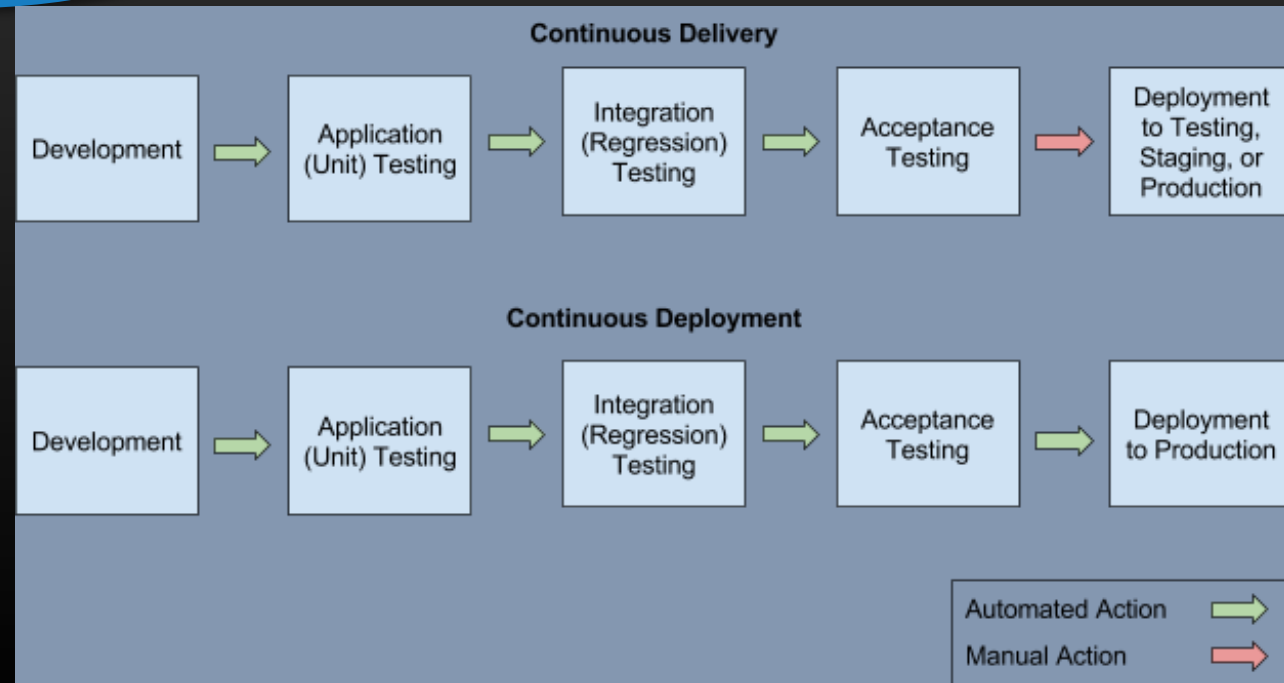 Continuous Delivery
Development
Application
(Unit) Testing
Integration
(Regression)
Testing
Acceptance
Testing
Deployment
to Testing,
Staging, or
Production
Continuous Deployment
Development
Application
(Unit) Testing
Integration
(Regression)
Testing
Acceptance
Testing
Deployment
to Production
Automated Action
Manual Action